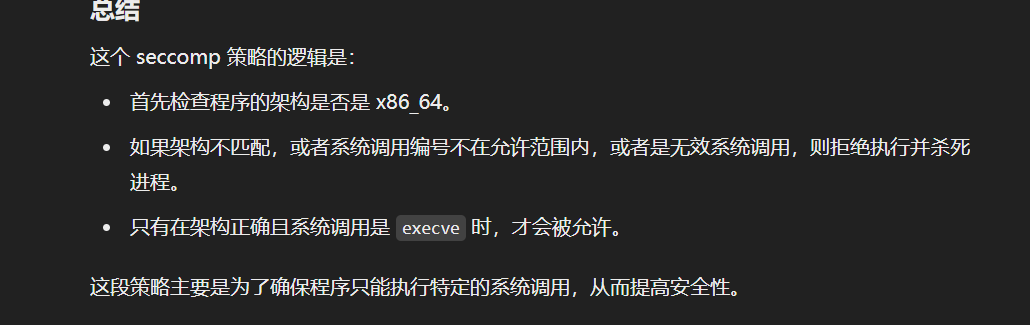 总结
这个 seccomp 策略的逻辑是：
• 首先检查程序的架构是否是 x86_64。
• 如果架构不匹配，或者系统调用编号不在允许范围内，或者是无效系统调用，则拒绝执行并杀死
进程。
• 只有在架构正确且系统调用是 execve 时，才会被允许。
这段策略主要是为了确保程序只能执行特定的系统调用，从而提高安全性。